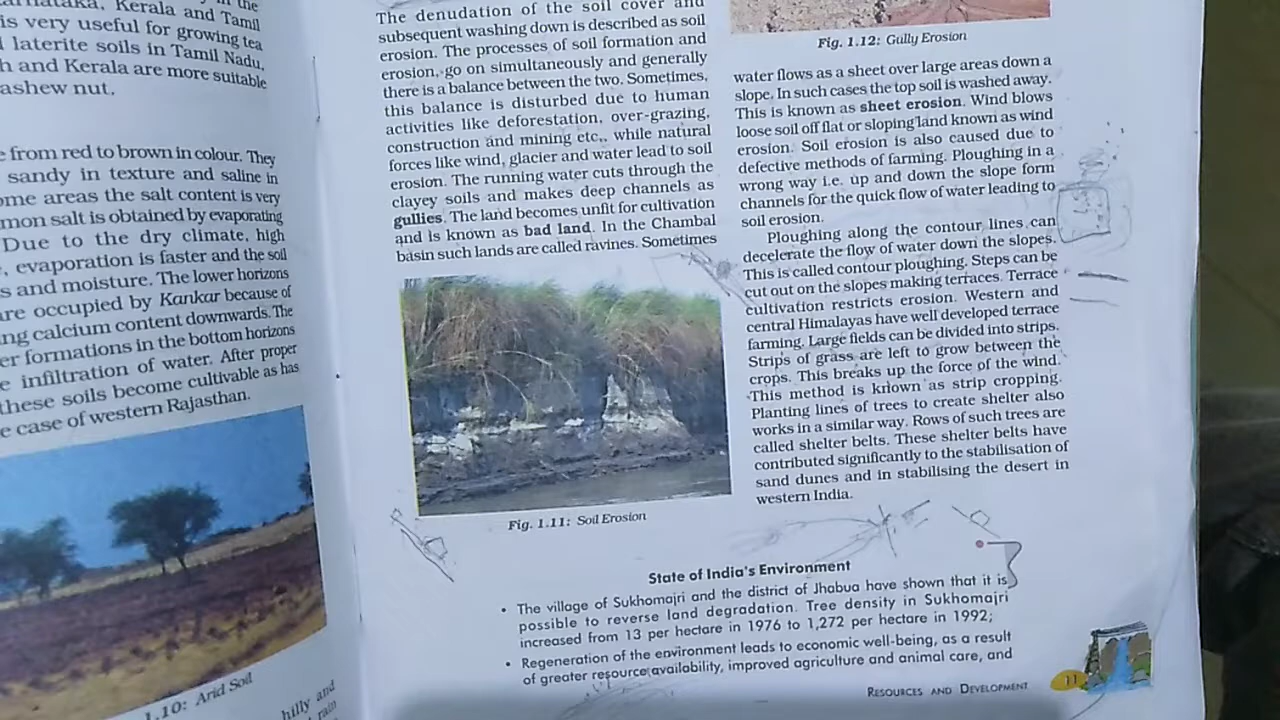 Kerala and Tamil
is very useful for growing tea
laterite soils in Tamil Nadu,
h and Kerala are more suitable
ashew nut.
e from red to brown in colour. They
sandy in texture and saline in
ome areas the salt content is very
mon salt is obtained by evaporating
Due to the dry climate, high
, evaporation is faster and the soil
s and moisture. The lower horizons
are occupied by Kankar because of
ng calcium content downwards. The
er formations in the bottom horizons
e infiltration of water. After proper
these soils become cultivable as has
e case of western Rajasthan.
1.10: Arid Soil
hilly and
rain
The denudation of the soil cover and
subsequent washing down is described as soil
erosion. The processes of soil formation and
erosion, go on simultaneously and generally
there is a balance between the two. Sometimes,
this balance is disturbed due to human
activities like deforestation, over-grazing,
construction and mining etc., while natural
forces like wind, glacier and water lead to soil
erosion. The running water cuts through the
clayey soils and makes deep channels as
gullies. The land becomes unfit for cultivation
and is known as bad land. In the Chambal
basin such lands are called ravines. Sometimes
Fig. 1.11: Soil Erosion
Fig. 1.12: Gully Erosion
water flows as a sheet over large areas down a
slope. In such cases the top soil is washed away.
This is known as sheet erosion. Wind blows
loose soil off flat or sloping land known as wind
erosion. Soil erosion is also caused due to
defective methods of farming. Ploughing in a
wrong way i.e. up and down the slope form
channels for the quick flow of water leading to
soil erosion.
Ploughing along the contour lines can
decelerate the flow of water down the slopes.
This is called contour ploughing. Steps can be
cut out on the slopes making terraces. Terrace
cultivation restricts erosion. Western and
central Himalayas have well developed terrace
farming. Large fields can be divided into strips.
Strips of grass are left to grow between the
crops. This breaks up the force of the wind.
This method is known as strip cropping.
Planting lines of trees to create shelter also
works in a similar way. Rows of such trees are
called shelter belts. These shelter belts have
contributed significantly to the stabilisation of
sand dunes and in stabilising the desert in
western India.
State of India's Environment
• The village of Sukhomajri and the district of Jhabua have shown that it is
possible to reverse land degradation. Tree density in Sukhomajri
increased from 13 per hectare in 1976 to 1,272 per hectare in 1992;
• Regeneration of the environment leads to economic well-being, as a result
of greater resource availability, improved agriculture and animal care, and
RESOURCES AND DEVELOPMENT
11